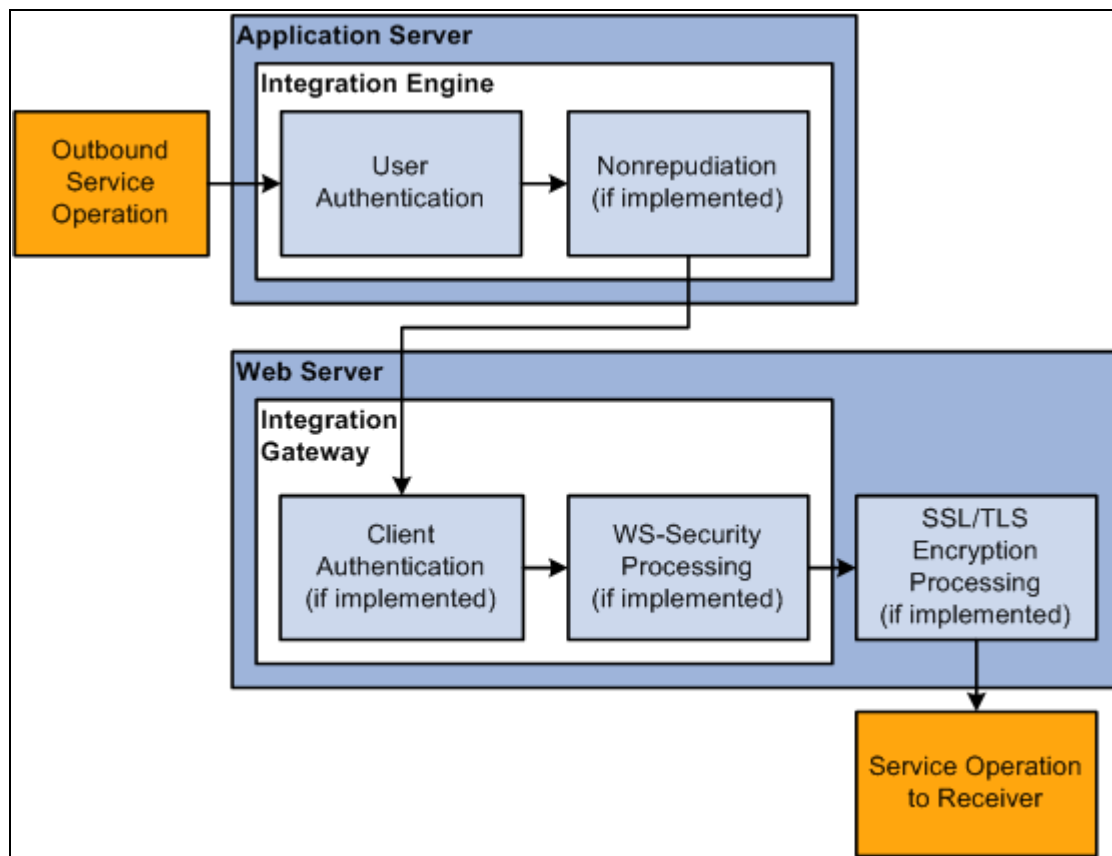 Application Server
Integration Engine
Outbound
Service
Operation
User
Authentication
Nonrepudiation
(if implemented)
Web Server
Integration
Gateway
Client
Authentication
(if implemented)
WS-Security
Processing
(if implemented)
SSL/TLS
Encryption
Processing
(if implemented)
Service Operation
to Receiver